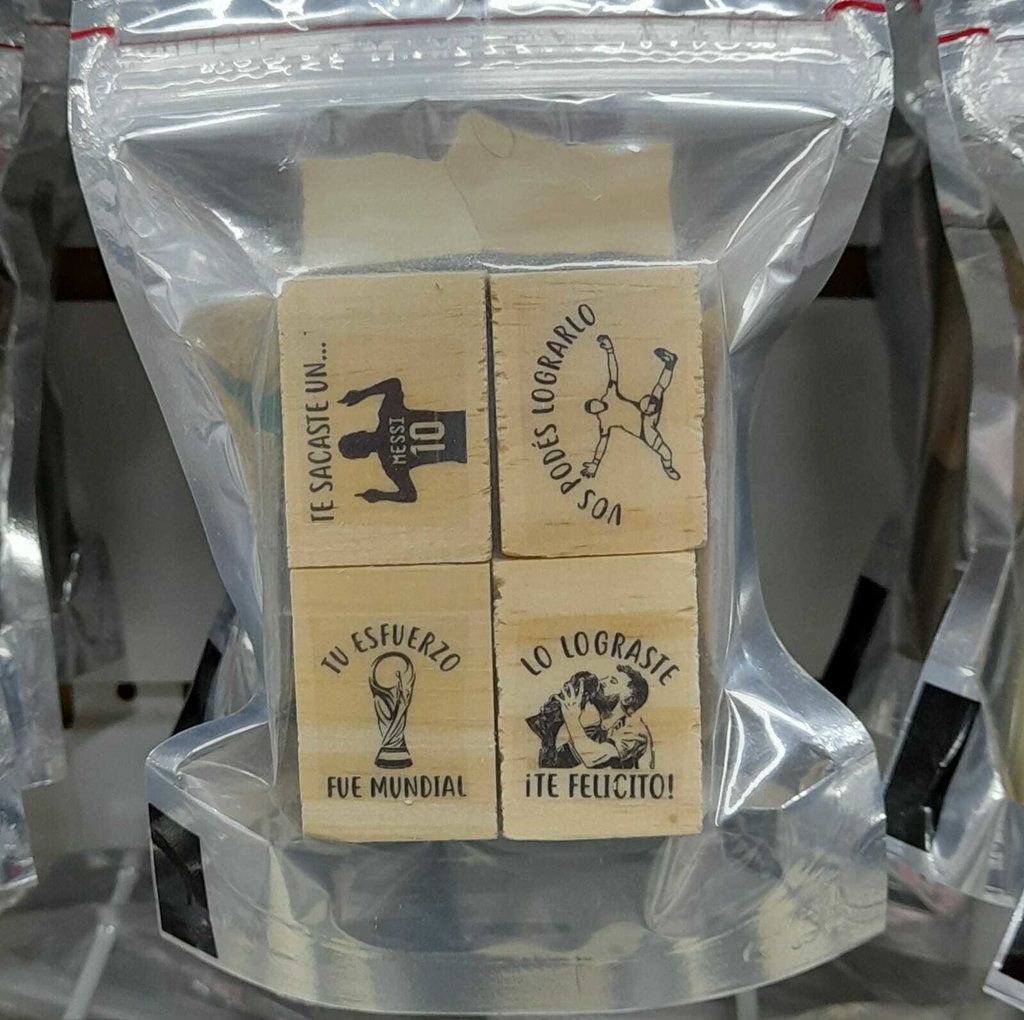 TE SACASTE UN...
MESSI
10
VOS PODÉS LOGRARLO
TU ESFUERZO
FUE MUNDIAL
LO LOGRASTE
¡TE FELICITO!